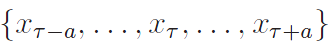 {x_{τ−a}, . . . , x_τ, . . . , x_{τ+a}}